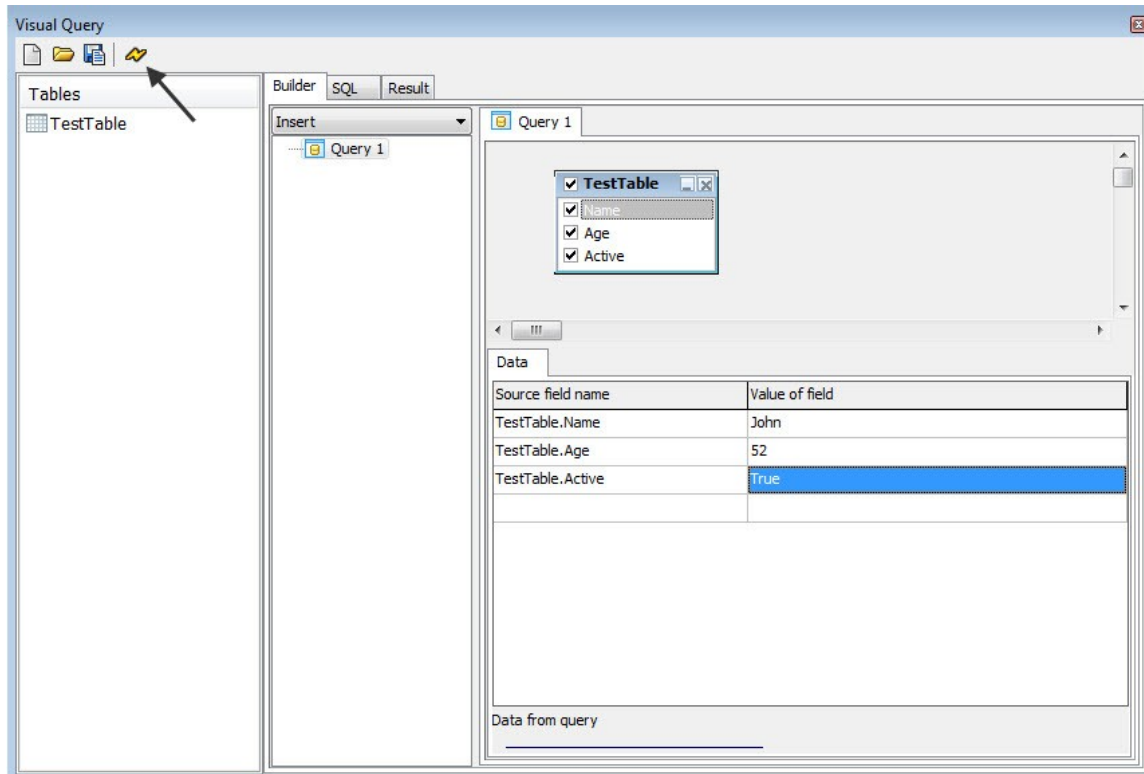 Visual Query
Tables
TestTable
Builder SQL Result
Insert
Query 1
Query 1
TestTable
Name
Age
Active
Data
Source field name Value of field
TestTable.Name John
TestTable.Age 52
TestTable.Active True
Data from query